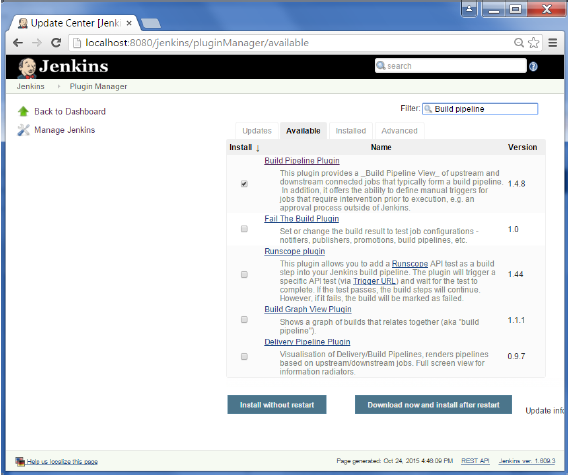 Update Center [Jenkins
localhost:8080/jenkins/pluginManager/available
Jenkins
search
Jenkins
Plugin Manager
Back to Dashboard
Manage Jenkins
Filter: Build pipeline
Updates Available Installed Advanced
Install ↓ Name Version
Build Pipeline Plugin
This plugin provides a _Build Pipeline View_ of upstream and
downstream connected jobs that typically form a build pipeline.
In addition, it offers the ability to define manual triggers for
jobs that require intervention prior to execution, e.g. an
approval process outside of Jenkins.
1.4.8
Fail The Build Plugin
Set or change the build result to test job configurations -
notifiers, publishers, promotions, build pipelines, etc.
1.0
Runscope plugin
This plugin allows you to add a Runscope API test as a build
step into your Jenkins build pipeline. The plugin will trigger a
specific API test (via Trigger URL) and wait for the test to
complete. If the test passes, the build steps will continue.
However, if it fails, the build will be marked as failed.
1.44
Build Graph View Plugin
Shows a graph of builds that relates together (aka "build
pipeline").
1.1.1
Delivery Pipeline Plugin
Visualisation of Delivery/Build Pipelines, renders pipelines
based on upstream/downstream jobs. Full screen view for
information radiators.
0.9.7
Install without restart
Download now and install after restart
Update info
Help us localize this page
Page generated: Oct 24, 2015 4:48:09 PM REST API Jenkins ver. 1.609.3